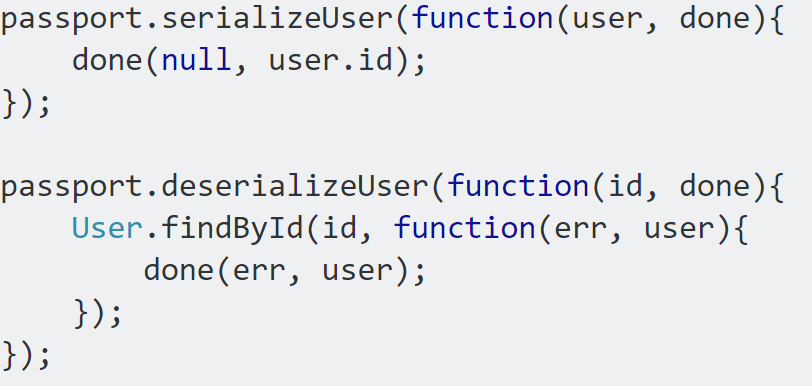 passport.serializeUser(function(user, done){
    done(null, user.id);
});

passport.deserializeUser(function(id, done){
    User.findById(id, function(err, user){
        done(err, user);
    });
});